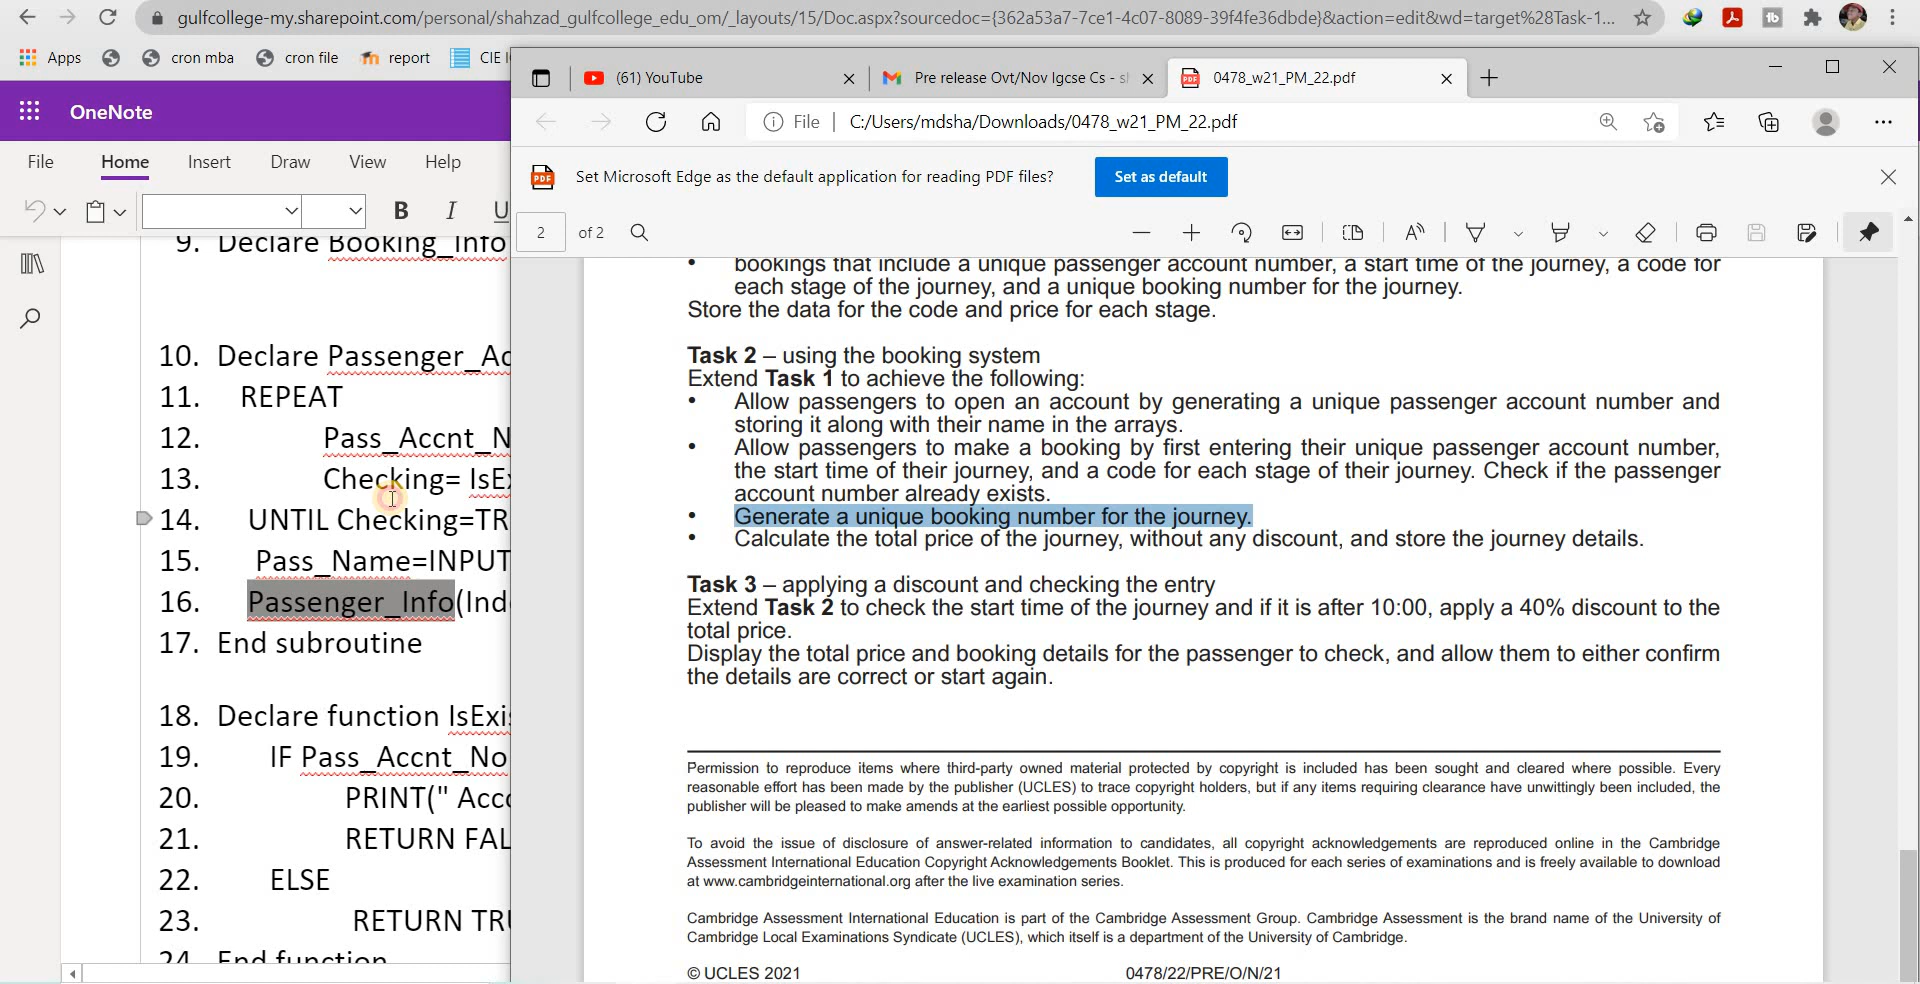 gulfcollege-my.sharepoint.com/personal/shahzad_gulfcollege_edu_om/_layouts/15/Doc.aspx?sourcedoc={362a53a7-7ce1-4c07-8089-39f4fe36dbde}&action=edit&wd=target%28Task-1...
Apps
cron mba
cron file
report
CIE
(61) YouTube
Pre release Ovt/Nov Igcse Cs - s
0478_w21_PM_22.pdf
OneNote
File
C:/Users/mdsha/Downloads/0478_w21_PM_22.pdf
File Home Insert Draw View Help
Set Microsoft Edge as the default application for reading PDF files?
Set as default
B I U
2 of 2
9. Declare Booking_Info
10. Declare Passenger_Ac
11. REPEAT
12. Pass_Accnt_N
13. Checking= IsEx
14. UNTIL Checking=TR
15. Pass_Name=INPUT
16. Passenger_Info(Ind
17. End subroutine
18. Declare function IsExi
19. IF Pass_Accnt_No
20. PRINT(" Acc
21. RETURN FAL
22. ELSE
23. RETURN TRU
24. End function
bookings that include a unique passenger account number, a start time of the journey, a code for
each stage of the journey, and a unique booking number for the journey.
Store the data for the code and price for each stage.
Task 2 – using the booking system
Extend Task 1 to achieve the following:
• Allow passengers to open an account by generating a unique passenger account number and
storing it along with their name in the arrays.
• Allow passengers to make a booking by first entering their unique passenger account number,
the start time of their journey, and a code for each stage of their journey. Check if the passenger
account number already exists.
• Generate a unique booking number for the journey.
• Calculate the total price of the journey, without any discount, and store the journey details.
Task 3 – applying a discount and checking the entry
Extend Task 2 to check the start time of the journey and if it is after 10:00, apply a 40% discount to the
total price.
Display the total price and booking details for the passenger to check, and allow them to either confirm
the details are correct or start again.
Permission to reproduce items where third-party owned material protected by copyright is included has been sought and cleared where possible. Every
reasonable effort has been made by the publisher (UCLES) to trace copyright holders, but if any items requiring clearance have unwittingly been included, the
publisher will be pleased to make amends at the earliest possible opportunity.
To avoid the issue of disclosure of answer-related information to candidates, all copyright acknowledgements are reproduced online in the Cambridge
Assessment International Education Copyright Acknowledgements Booklet. This is produced for each series of examinations and is freely available to download
at www.cambridgeinternational.org after the live examination series.
Cambridge Assessment International Education is part of the Cambridge Assessment Group. Cambridge Assessment is the brand name of the University of
Cambridge Local Examinations Syndicate (UCLES), which itself is a department of the University of Cambridge.
© UCLES 2021
0478/22/PRE/O/N/21